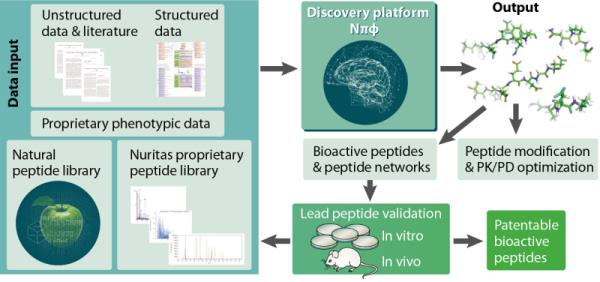 Data input
Unstructured
data & literature
Structured
data
Proprietary phenotypic data
Natural
peptide library
Nuritas proprietary
peptide library
Discovery platform
Nπϕ
Output
Bioactive peptides
& peptide networks
Peptide modification
& PK/PD optimization
Lead peptide validation
In vitro
In vivo
Patentable
bioactive
peptides